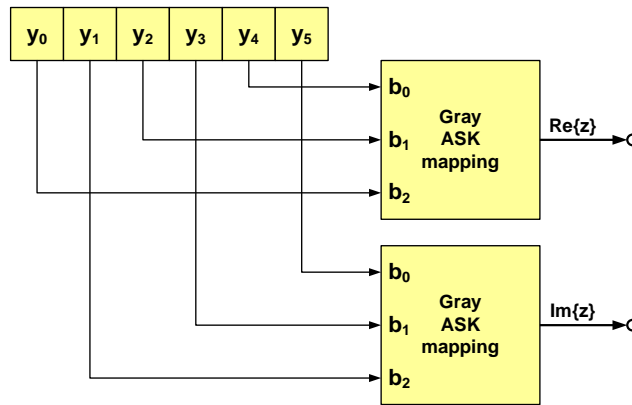 y₀ y₁ y₂ y₃ y₄ y₅
b₀
b₁
b₂
Gray
ASK
mapping
Re{z}
b₀
b₁
b₂
Gray
ASK
mapping
Im{z}